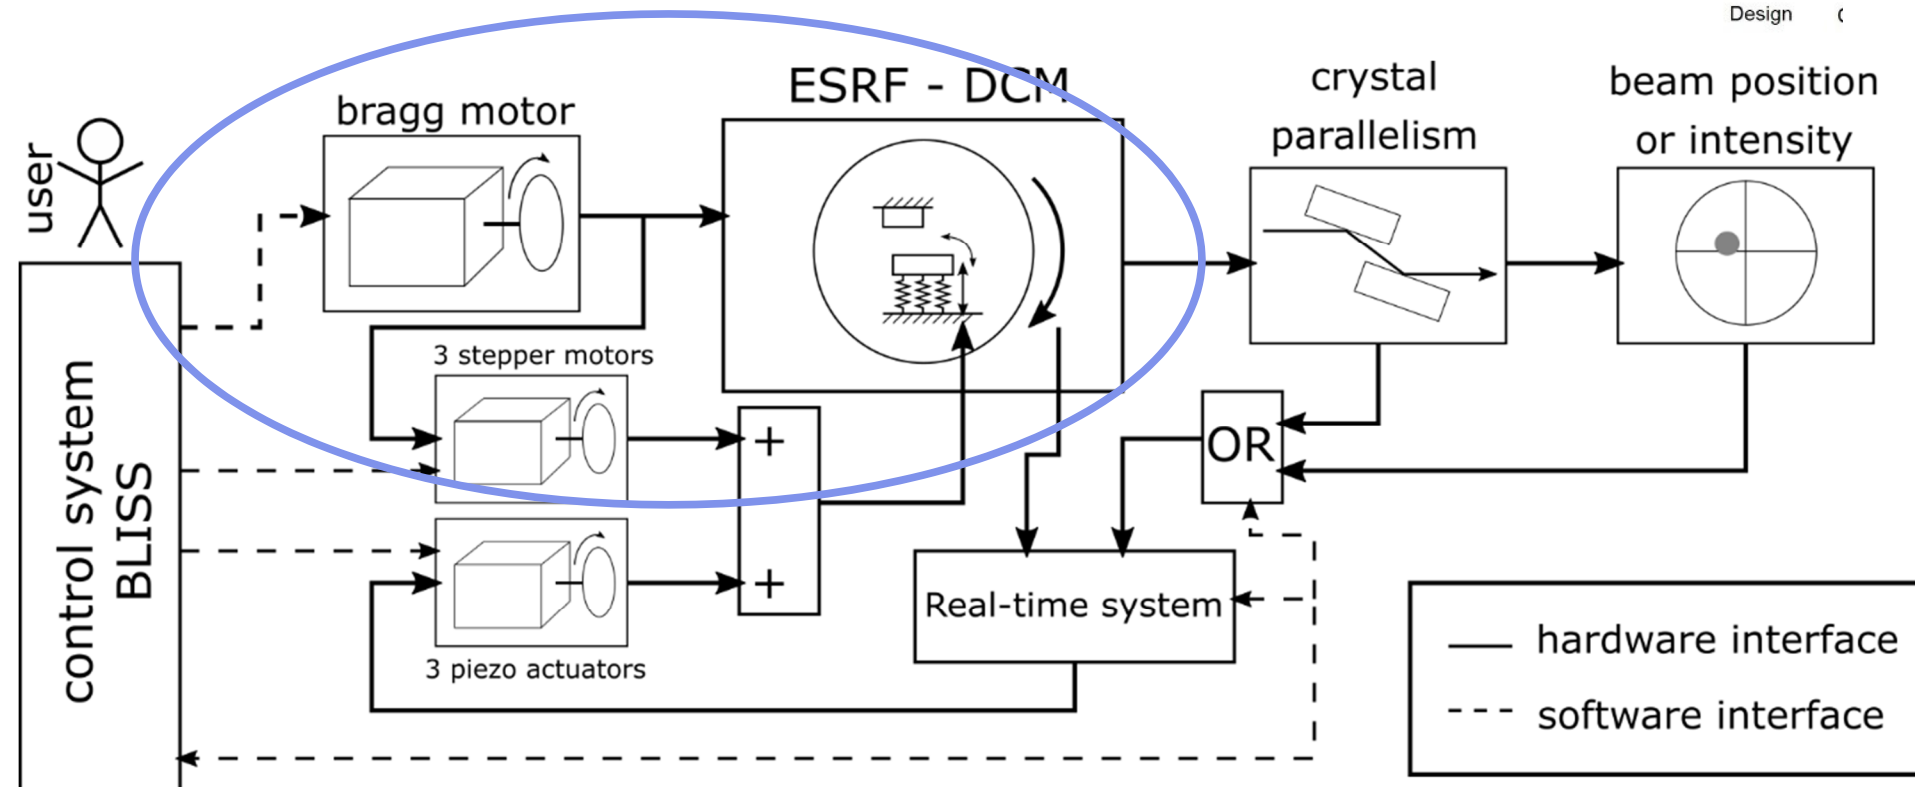 Design
ESRF - DCM
crystal
parallelism
beam position
or intensity
bragg motor
user
3 stepper motors
+
OR
control system
BLISS
+
Real-time system
3 piezo actuators
hardware interface
software interface